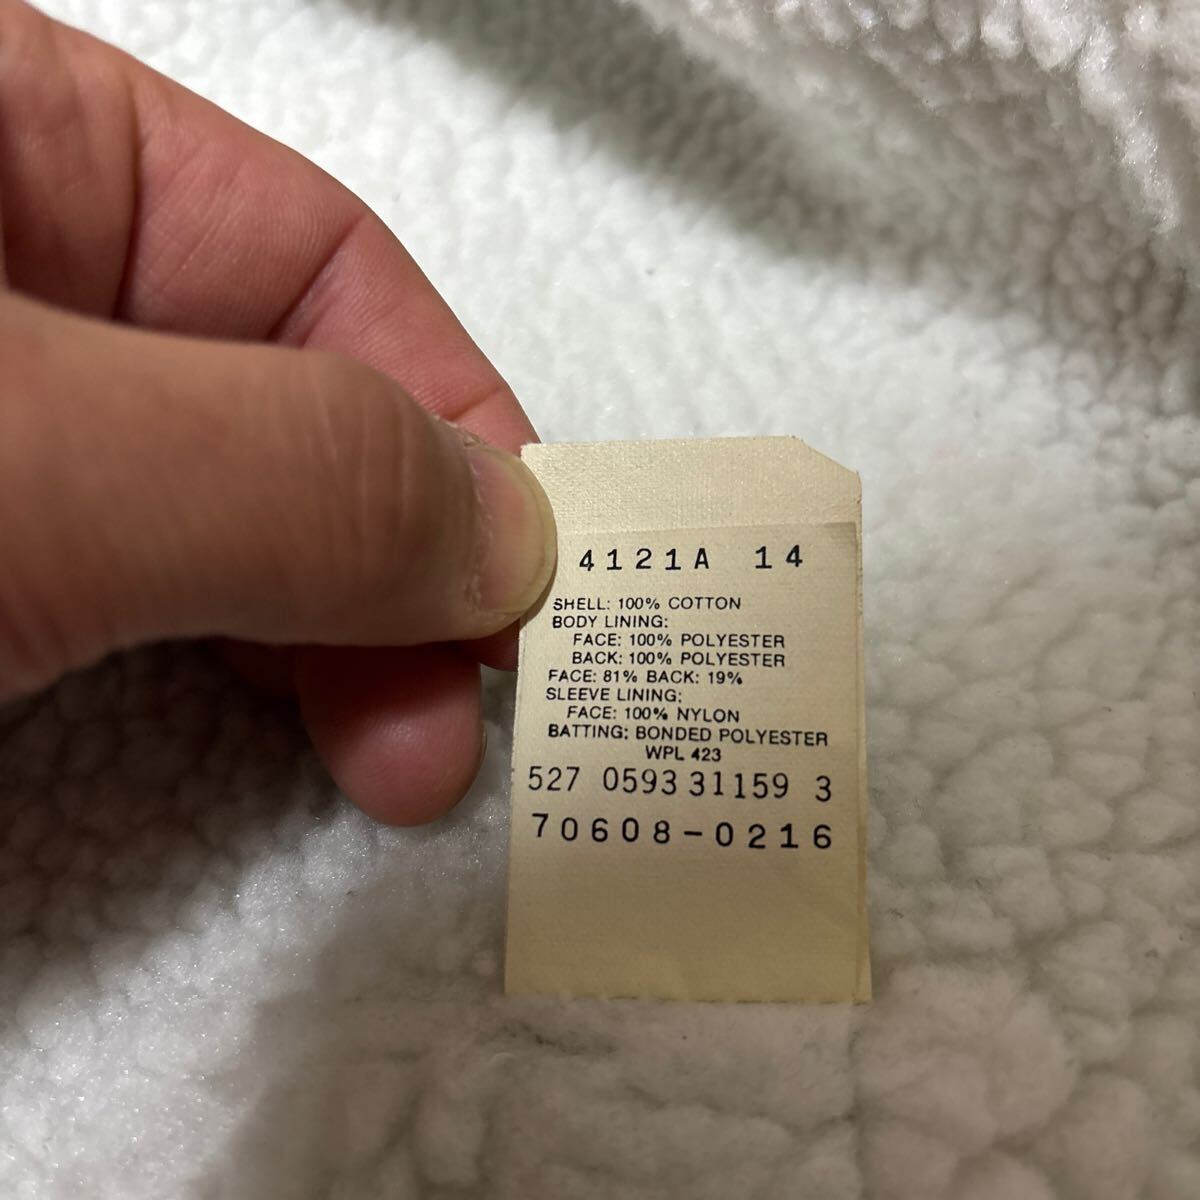 4121A 14
SHELL: 100% COTTON
BODY LINING:
FACE: 100% POLYESTER
BACK: 100% POLYESTER
FACE: 81% BACK: 19%
SLEEVE LINING:
FACE: 100% NYLON
BATTING: BONDED POLYESTER
WPL 423
527 0593 31159 3
70608-0216